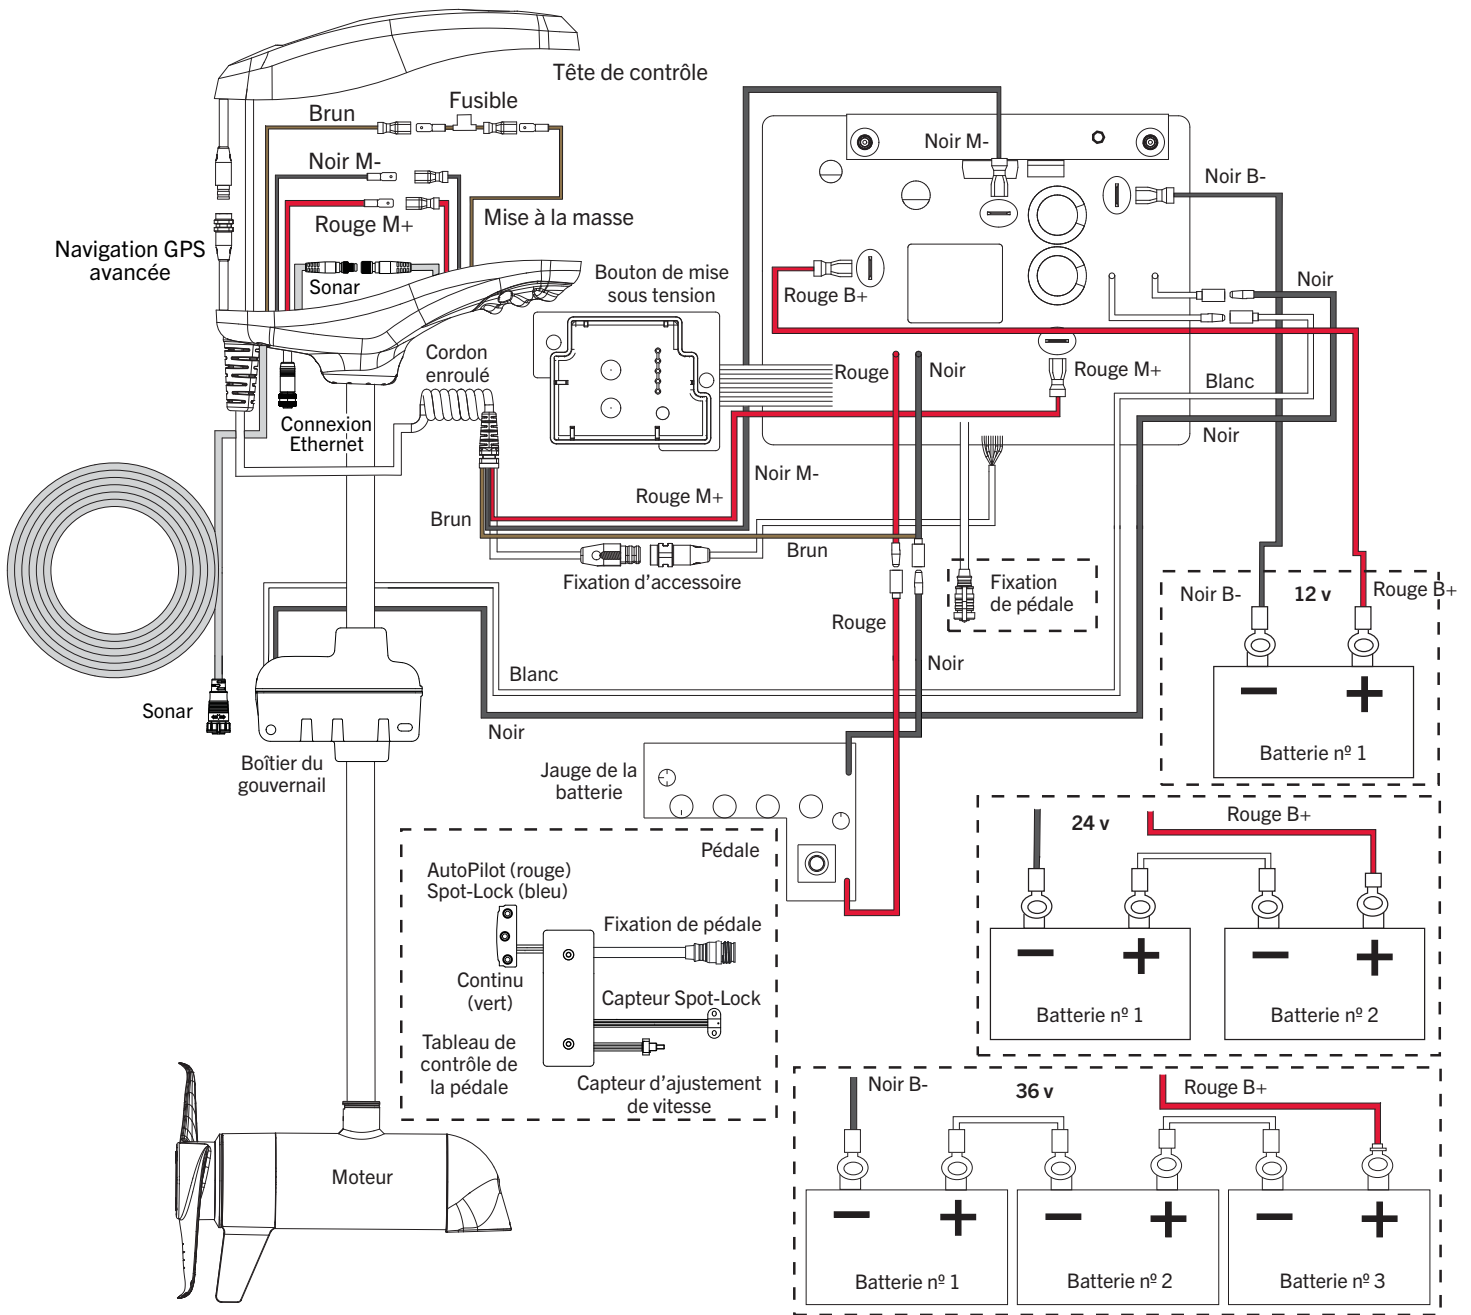 Tête de contrôle
Brun
Fusible
Noir M-
Rouge M+
Mise à la masse
Navigation GPS
avancée
Sonar
Noir M-
Noir B-
Rouge B+
Noir
Bouton de mise
sous tension
Cordon
enroulé
Rouge
Noir
Rouge M+
Blanc
Noir
Connexion
Ethernet
Noir M-
Rouge M+
Brun
Brun
Fixation d'accessoire
Fixation
de pédale
Rouge
Noir
Noir B-
12 v
Rouge B+
Batterie nº 1
Blanc
Sonar
Noir
Boîtier du
gouvernail
Jauge de la
batterie
Pédale
24 v
Rouge B+
Batterie nº 1
Batterie nº 2
AutoPilot (rouge)
Spot-Lock (bleu)
Fixation de pédale
Continu
(vert)
Capteur Spot-Lock
Tableau de
contrôle de
la pédale
Capteur d'ajustement
de vitesse
Noir B-
36 v
Rouge B+
Batterie nº 1
Batterie nº 2
Batterie nº 3
Moteur